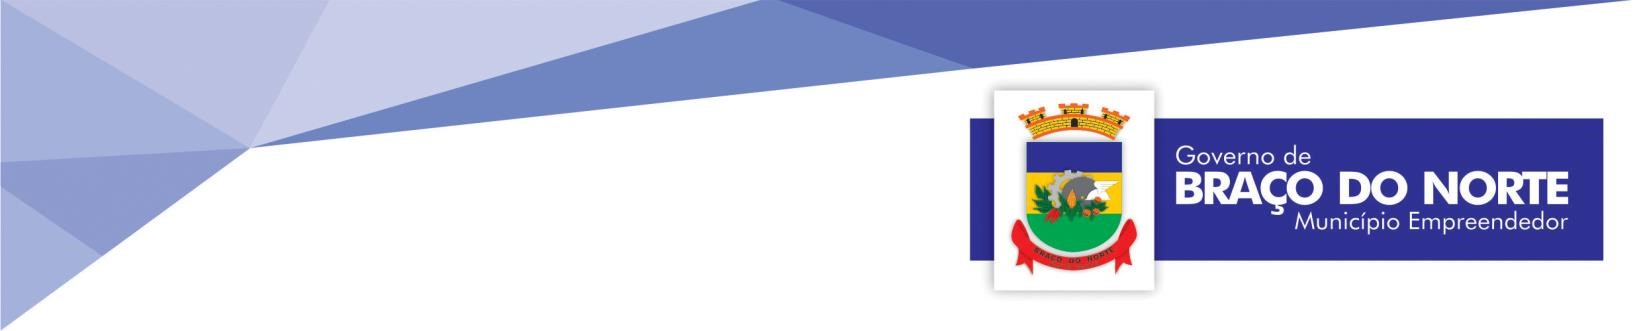 Governo de
BRAÇO DO NORTE
Município Empreendedor
BRAÇO DO NORTE